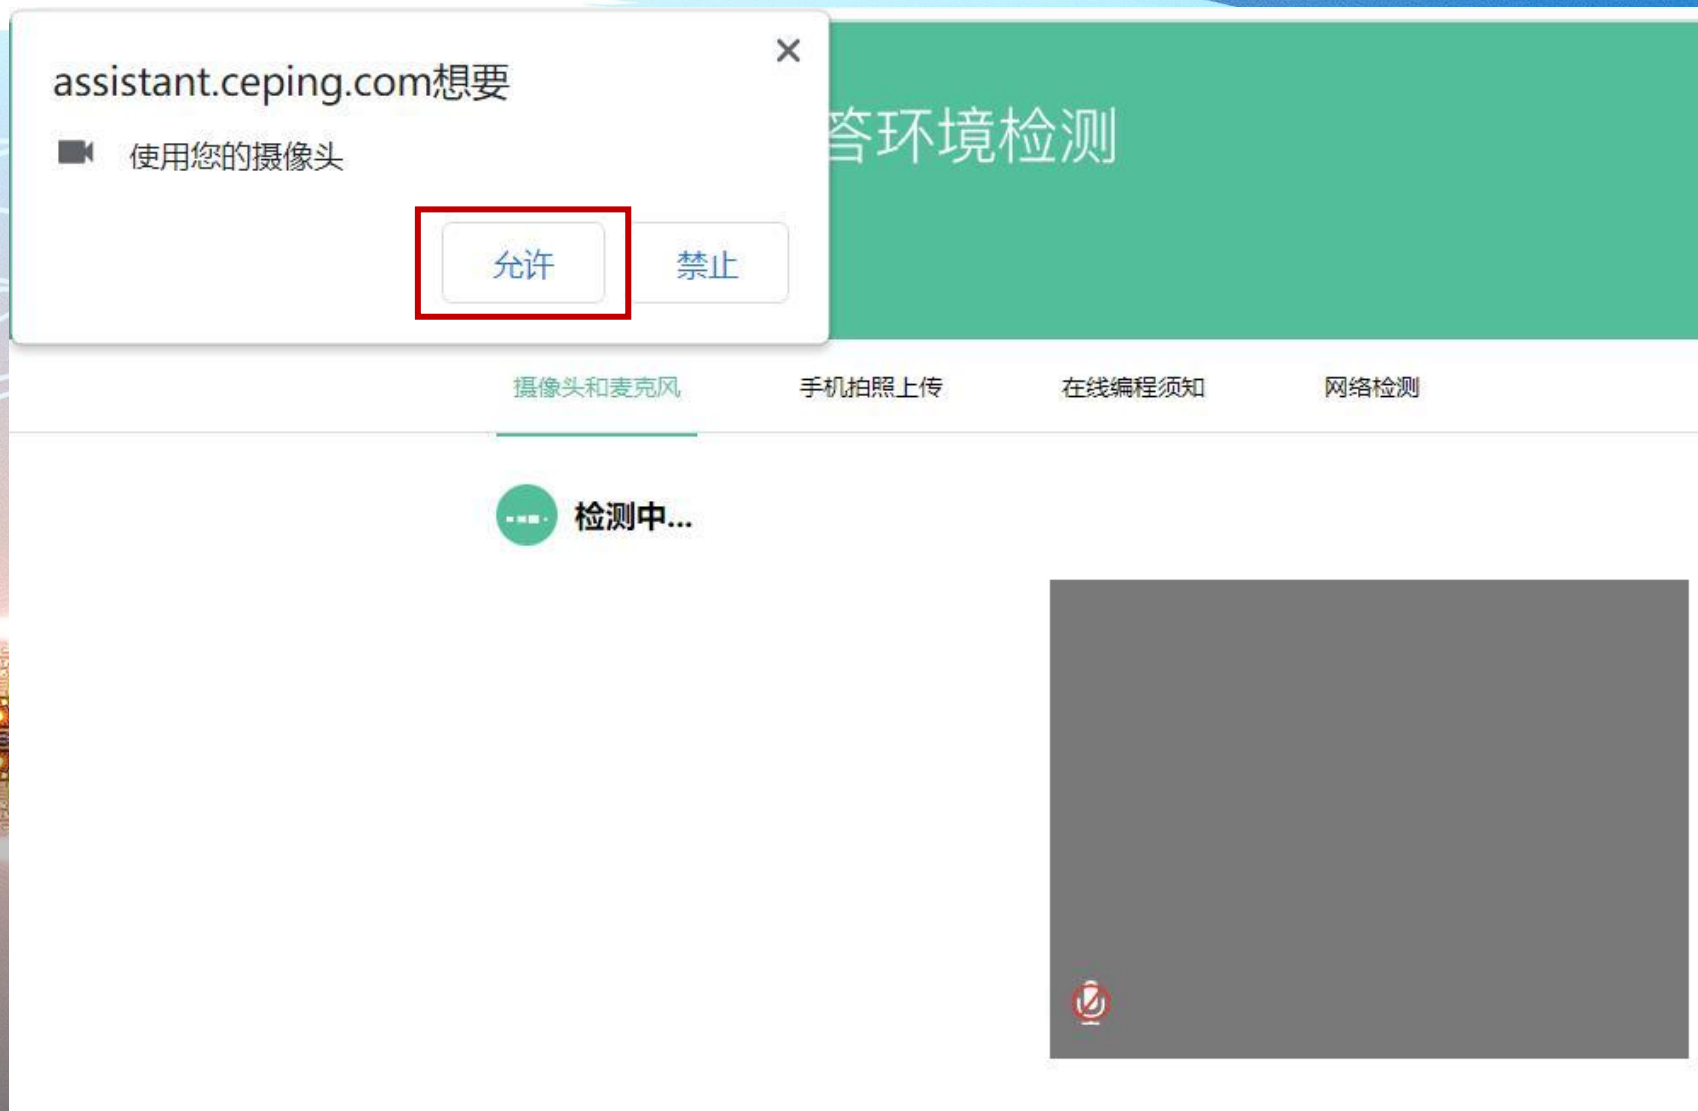 assistant.ceping.com想要
使用您的摄像头
允许 禁止
答环境检测
摄像头和麦克风 手机拍照上传 在线编程须知 网络检测
检测中...